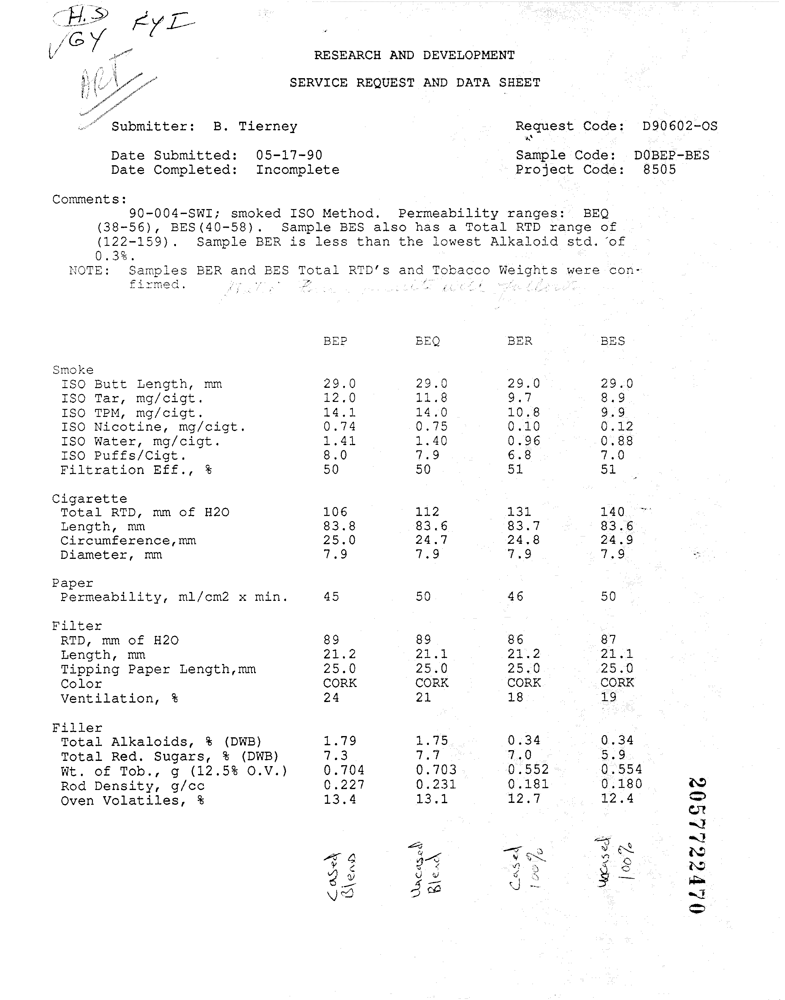 H.S
FYI
✓GY
ART
RESEARCH AND DEVELOPMENT
SERVICE REQUEST AND DATA SHEET
Submitter: B. Tierney Request Code: D90602-OS
Date Submitted: 05-17-90 Sample Code: D0BEP-BES
Date Completed: Incomplete Project Code: 8505
Comments:
90-004-SWI; smoked ISO Method. Permeability ranges: BEQ
(38-56), BES(40-58). Sample BES also has a Total RTD range of
(122-159). Sample BER is less than the lowest Alkaloid std. of
0.3%.
NOTE: Samples BER and BES Total RTD's and Tobacco Weights were con-
firmed. will follow
BEP BEQ BER BES
Smoke
ISO Butt Length, mm 29.0 29.0 29.0 29.0
ISO Tar, mg/cigt. 12.0 11.8 9.7 8.9
ISO TPM, mg/cigt. 14.1 14.0 10.8 9.9
ISO Nicotine, mg/cigt. 0.74 0.75 0.10 0.12
ISO Water, mg/cigt. 1.41 1.40 0.96 0.88
ISO Puffs/Cigt. 8.0 7.9 6.8 7.0
Filtration Eff., % 50 50 51 51
Cigarette
Total RTD, mm of H2O 106 112 131 140
Length, mm 83.8 83.6 83.7 83.6
Circumference,mm 25.0 24.7 24.8 24.9
Diameter, mm 7.9 7.9 7.9 7.9
Paper
Permeability, ml/cm2 x min. 45 50 46 50
Filter
RTD, mm of H2O 89 89 86 87
Length, mm 21.2 21.1 21.2 21.1
Tipping Paper Length,mm 25.0 25.0 25.0 25.0
Color CORK CORK CORK CORK
Ventilation, % 24 21 18 19
Filler
Total Alkaloids, % (DWB) 1.79 1.75 0.34 0.34
Total Red. Sugars, % (DWB) 7.3 7.7 7.0 5.9
Wt. of Tob., g (12.5% O.V.) 0.704 0.703 0.552 0.554
Rod Density, g/cc 0.227 0.231 0.181 0.180
Oven Volatiles, % 13.4 13.1 12.7 12.4
Cased
Blend
Uncased
Blend
Cased
100%
Uncased
100%
2057722470